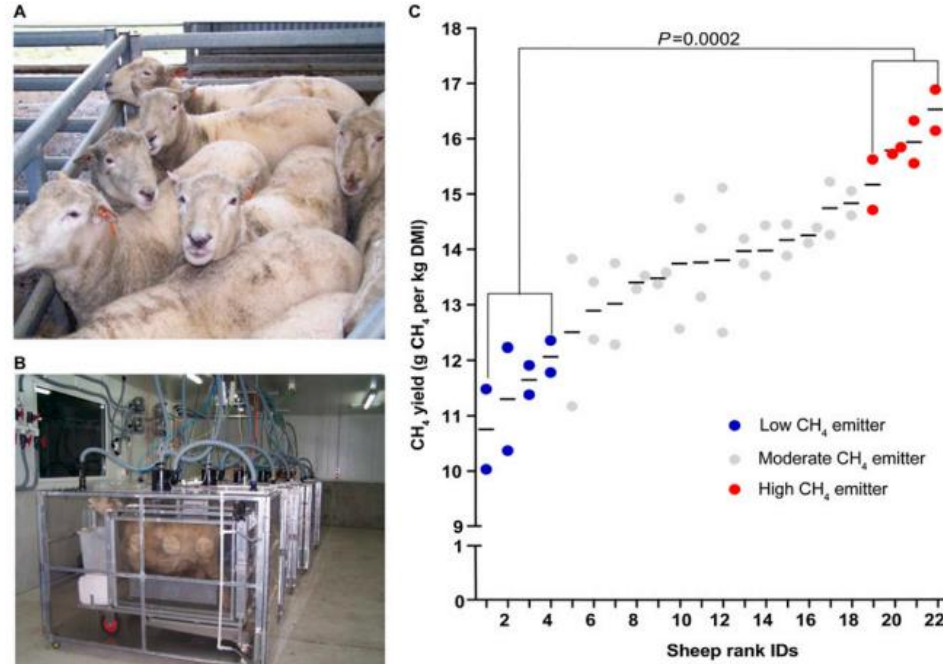 A
B
C
18
17
16
15
14
13
12
11
10
9
1
0
CH₄ yield (g CH₄ per kg DMI)
P=0.0002
Low CH₄ emitter
Moderate CH₄ emitter
High CH₄ emitter
2 4 6 8 10 12 14 16 18 20 22
Sheep rank IDs